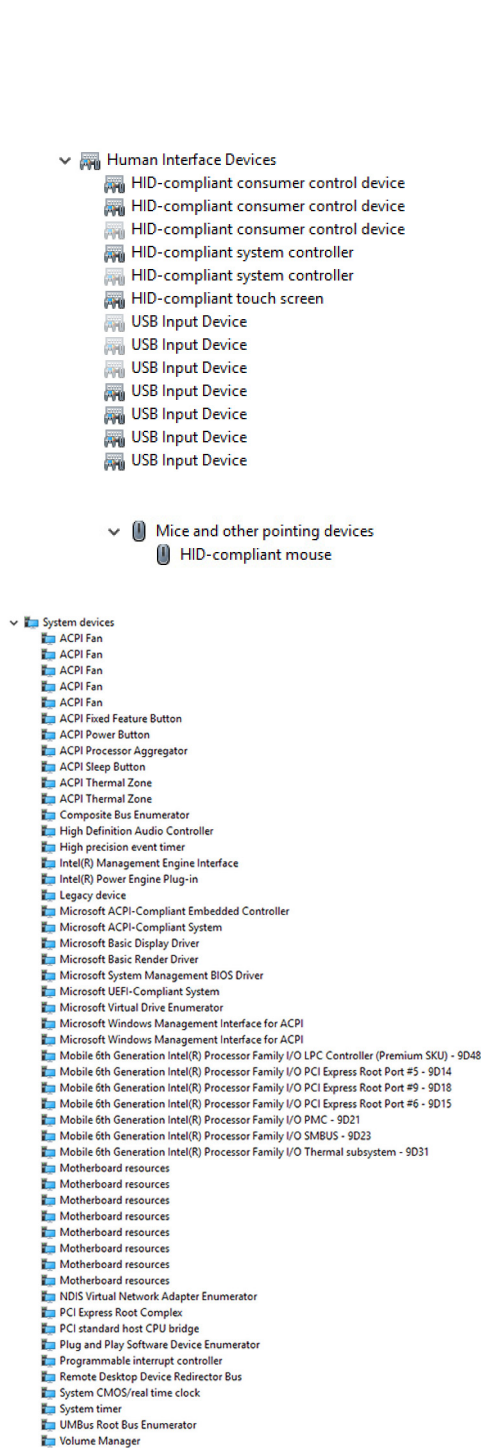 Human Interface Devices
HID-compliant consumer control device
HID-compliant consumer control device
HID-compliant consumer control device
HID-compliant system controller
HID-compliant system controller
HID-compliant touch screen
USB Input Device
USB Input Device
USB Input Device
USB Input Device
USB Input Device
USB Input Device
USB Input Device
Mice and other pointing devices
HID-compliant mouse
System devices
ACPI Fan
ACPI Fan
ACPI Fan
ACPI Fan
ACPI Fan
ACPI Fixed Feature Button
ACPI Power Button
ACPI Processor Aggregator
ACPI Sleep Button
ACPI Thermal Zone
ACPI Thermal Zone
Composite Bus Enumerator
High Definition Audio Controller
High precision event timer
Intel(R) Management Engine Interface
Intel(R) Power Engine Plug-in
Legacy device
Microsoft ACPI-Compliant Embedded Controller
Microsoft ACPI-Compliant System
Microsoft Basic Display Driver
Microsoft Basic Render Driver
Microsoft System Management BIOS Driver
Microsoft UEFI-Compliant System
Microsoft Virtual Drive Enumerator
Microsoft Windows Management Interface for ACPI
Microsoft Windows Management Interface for ACPI
Mobile 6th Generation Intel(R) Processor Family I/O LPC Controller (Premium SKU) - 9D48
Mobile 6th Generation Intel(R) Processor Family I/O PCI Express Root Port #5 - 9D14
Mobile 6th Generation Intel(R) Processor Family I/O PCI Express Root Port #9 - 9D18
Mobile 6th Generation Intel(R) Processor Family I/O PCI Express Root Port #6 - 9D15
Mobile 6th Generation Intel(R) Processor Family I/O PMC - 9D21
Mobile 6th Generation Intel(R) Processor Family I/O SMBUS - 9D23
Mobile 6th Generation Intel(R) Processor Family I/O Thermal subsystem - 9D31
Motherboard resources
Motherboard resources
Motherboard resources
Motherboard resources
Motherboard resources
Motherboard resources
Motherboard resources
Motherboard resources
NDIS Virtual Network Adapter Enumerator
PCI Express Root Complex
PCI standard host CPU bridge
Plug and Play Software Device Enumerator
Programmable interrupt controller
Remote Desktop Device Redirector Bus
System CMOS/real time clock
System timer
UMBus Root Bus Enumerator
Volume Manager